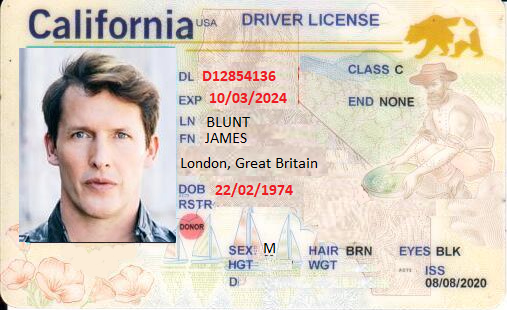 California USA DRIVER LICENSE
DL D12854136 CLASS C
EXP 10/03/2024 END NONE
LN BLUNT
FN JAMES
London, Great Britain
DOB 22/02/1974
RSTR
DONOR
SEX M HAIR BRN EYES BLK
HGT WGT ISS
D 08/08/2020